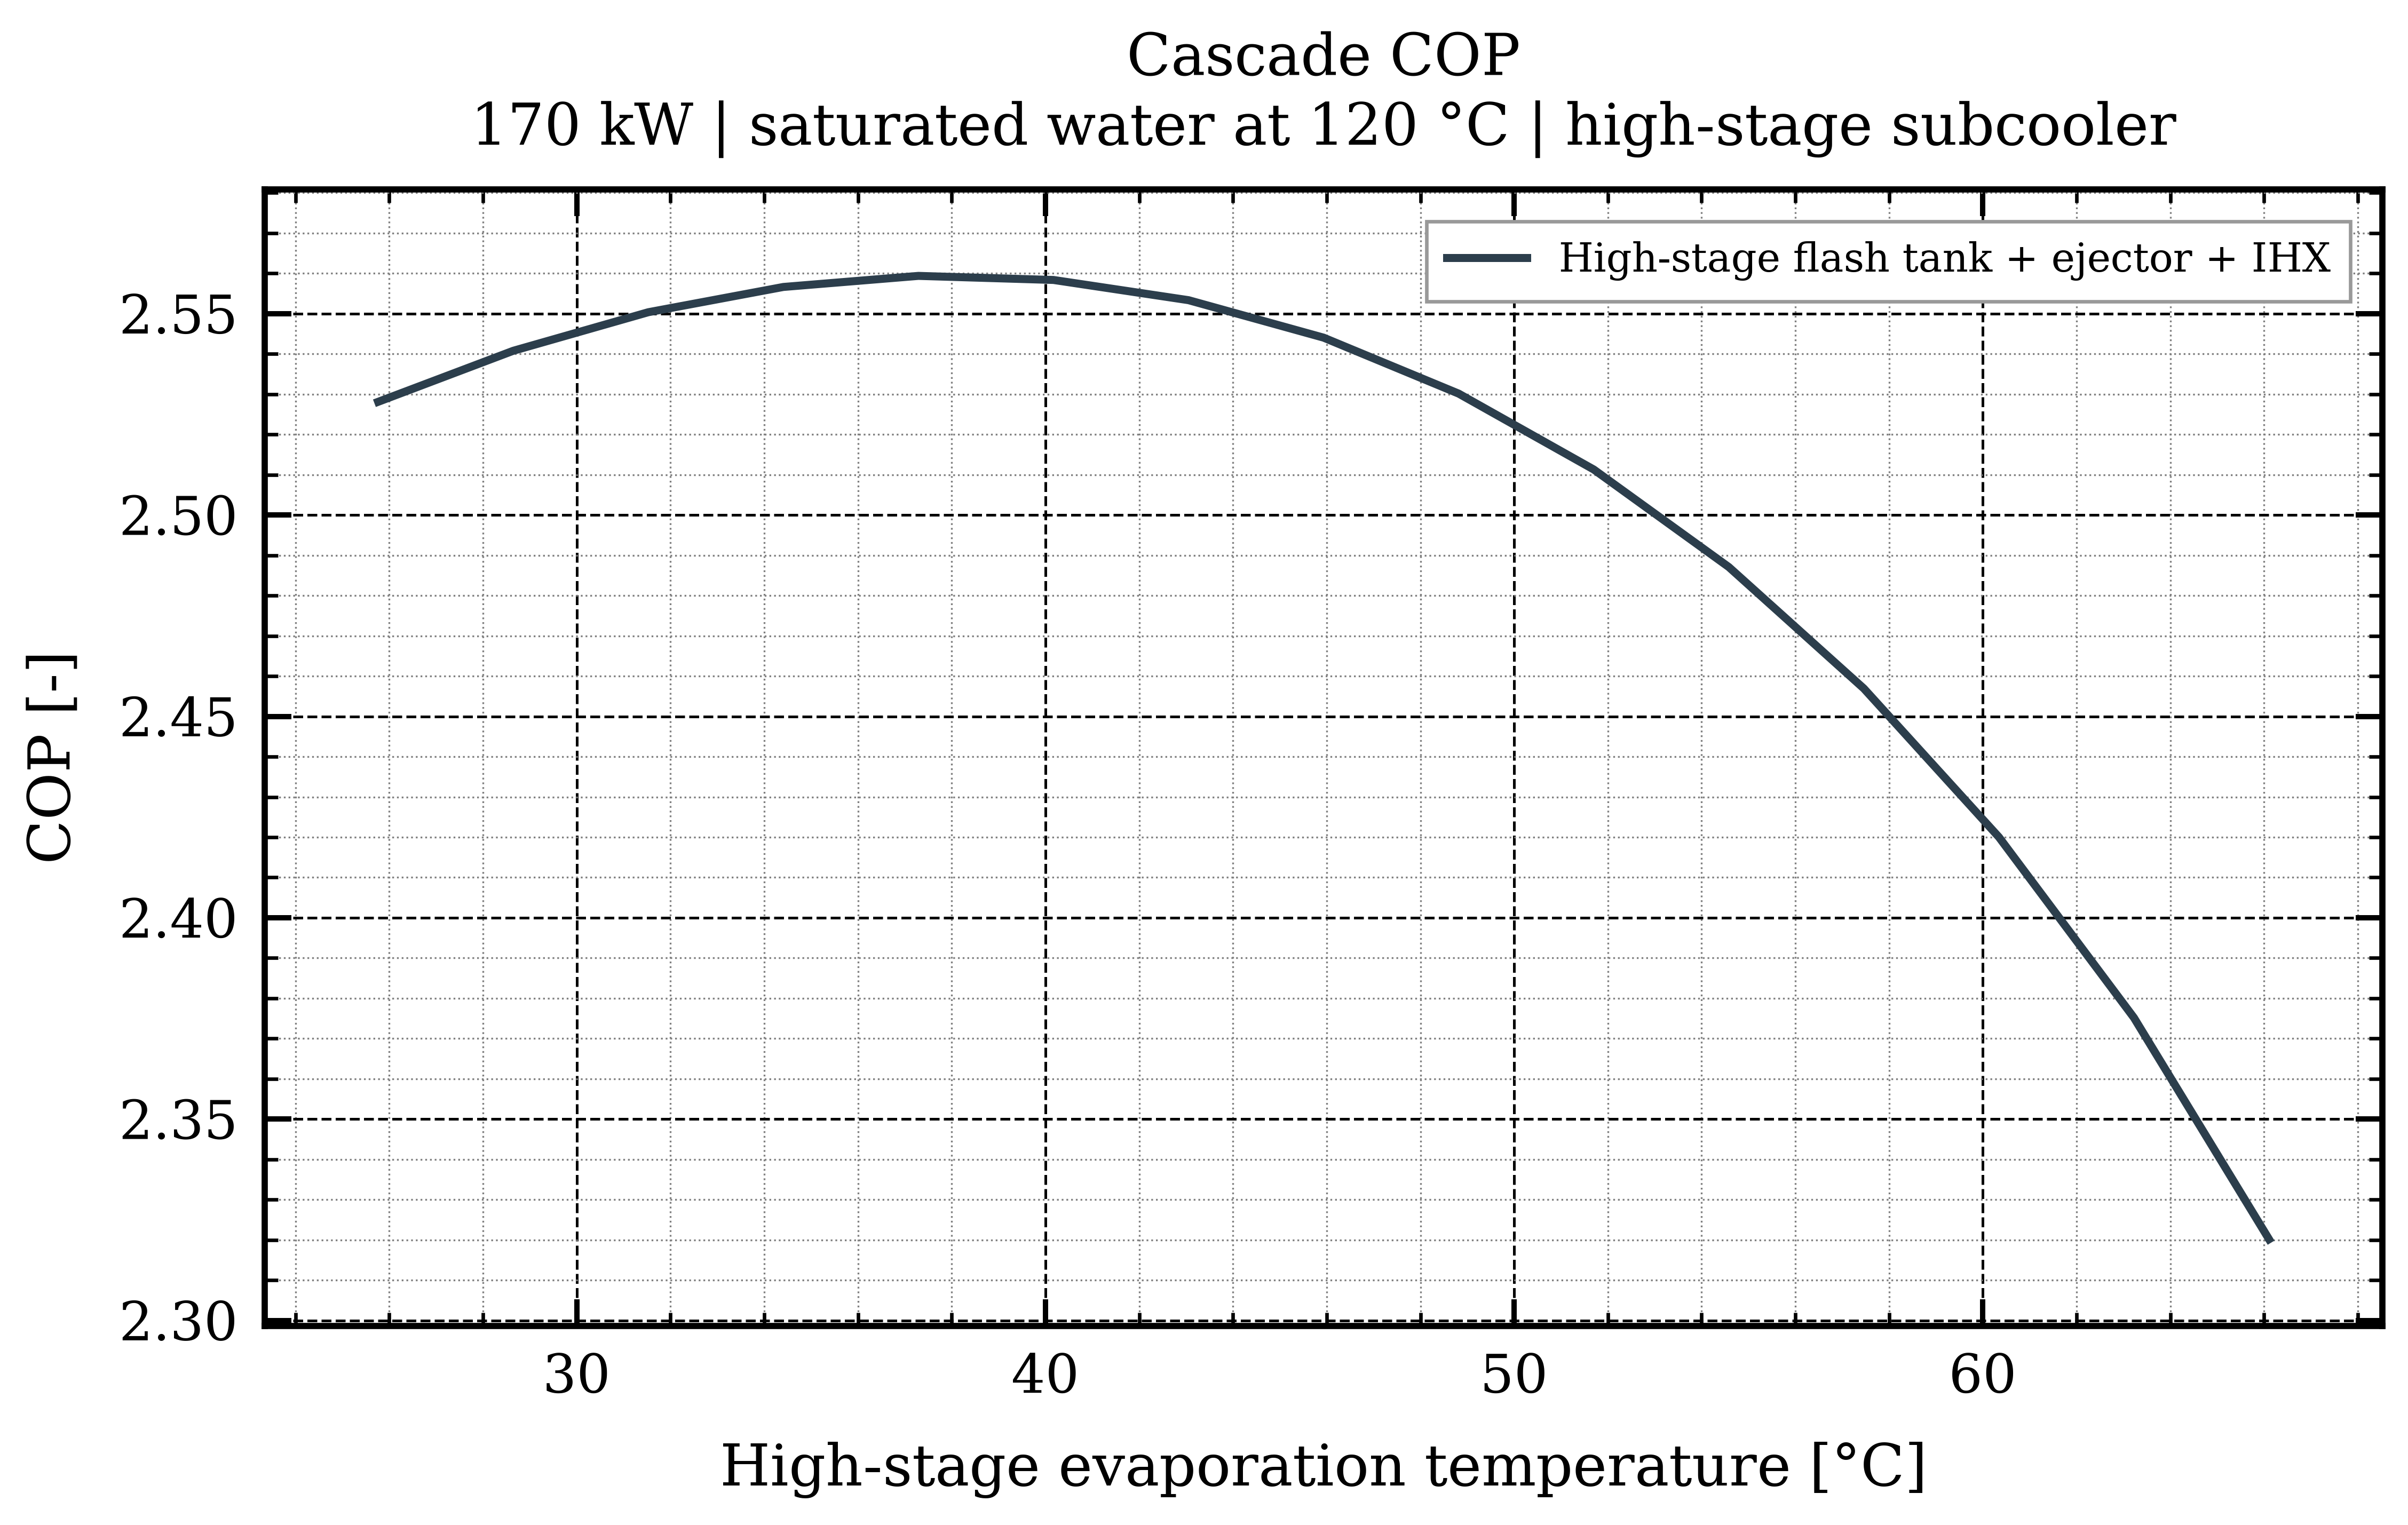 Cascade COP
170 kW | saturated water at 120 °C | high-stage subcooler
High-stage flash tank + ejector + IHX
COP [-]
2.55
2.50
2.45
2.40
2.35
2.30
30 40 50 60
High-stage evaporation temperature [°C]